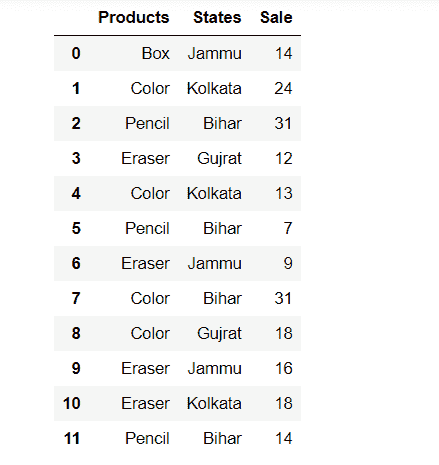 Products States Sale
0 Box Jammu 14
1 Color Kolkata 24
2 Pencil Bihar 31
3 Eraser Gujrat 12
4 Color Kolkata 13
5 Pencil Bihar 7
6 Eraser Jammu 9
7 Color Bihar 31
8 Color Gujrat 18
9 Eraser Jammu 16
10 Eraser Kolkata 18
11 Pencil Bihar 14